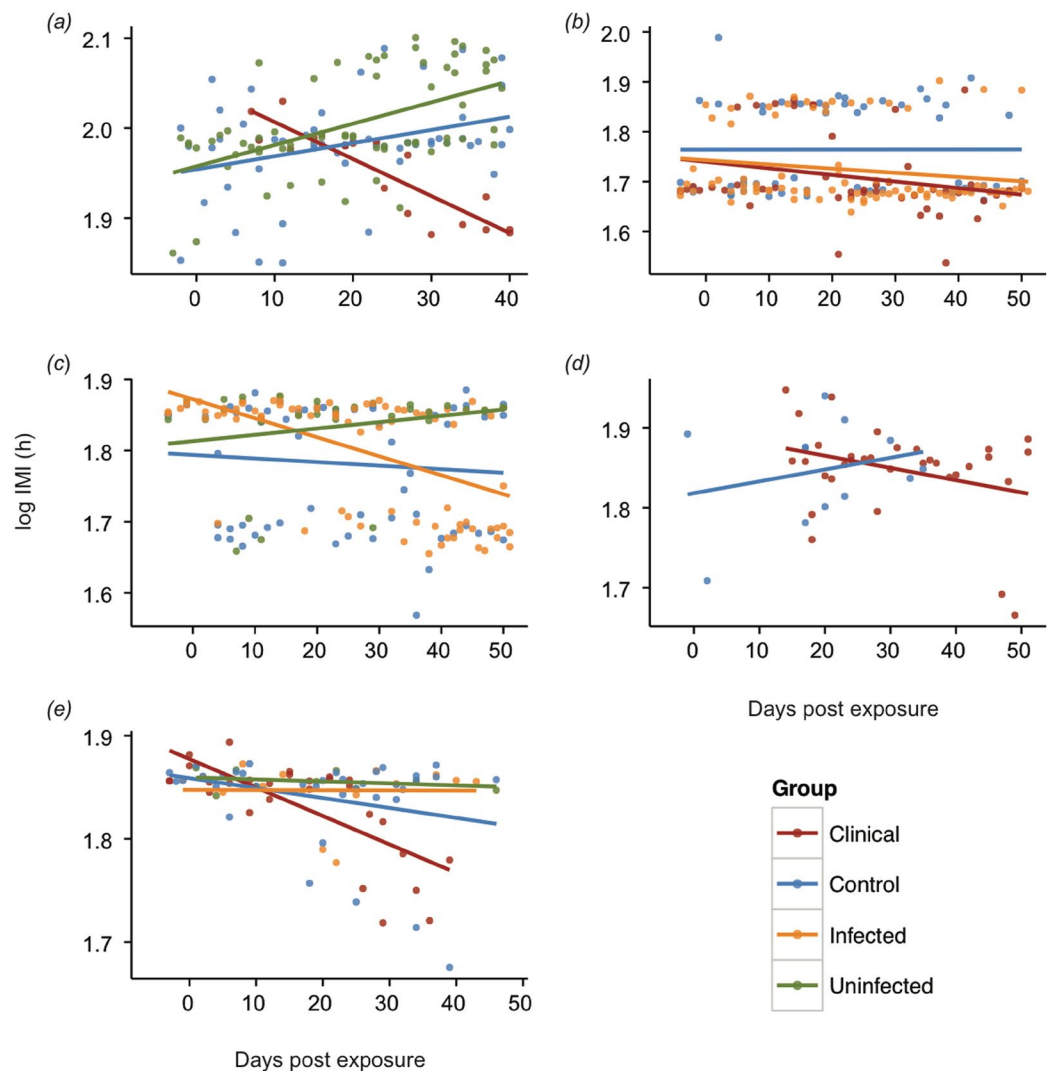 (a)
(b)
2.1
2.0
1.9
0 10 20 30 40
2.0
1.9
1.8
1.7
1.6
0 10 20 30 40 50
(c)
(d)
log IMI (h)
1.9
1.8
1.7
1.6
0 10 20 30 40 50
1.9
1.8
1.7
0 10 20 30 40 50
Days post exposure
(e)
1.9
1.8
1.7
0 10 20 30 40 50
Days post exposure
Group
Clinical
Control
Infected
Uninfected